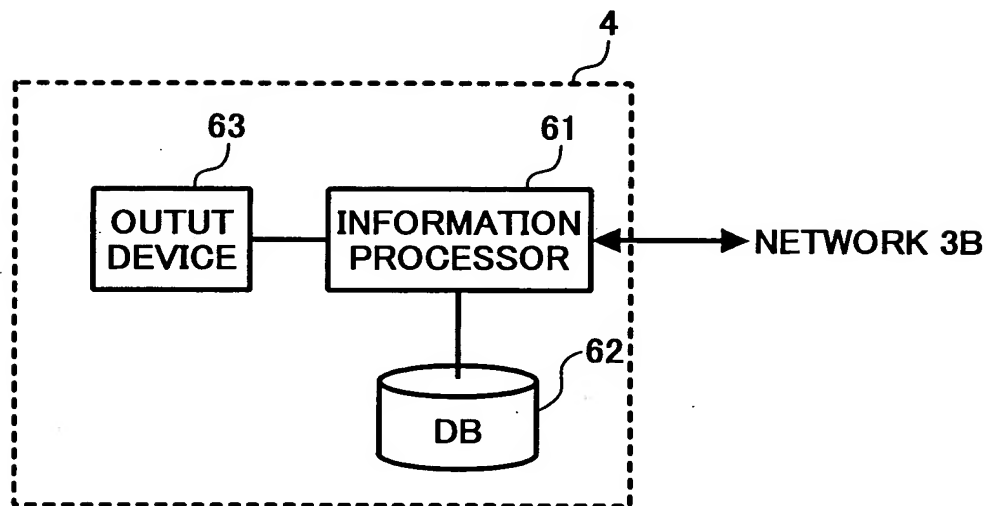 4
63
61
OUTUT
DEVICE
INFORMATION
PROCESSOR
NETWORK 3B
62
DB